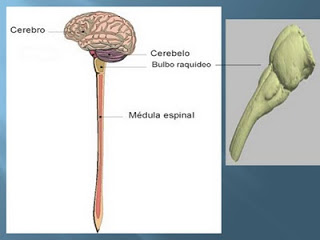 Cerebro
Cerebelo
Bulbo raquídeo
Médula espinal